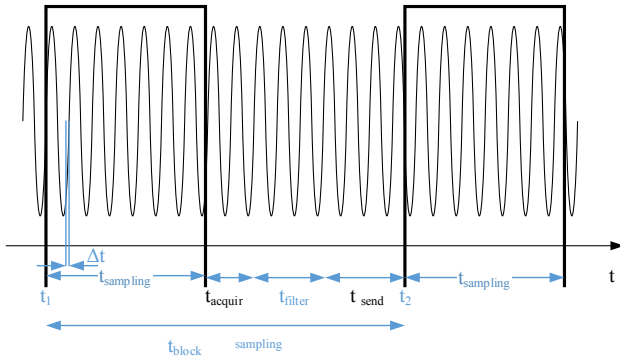 Δt
tsampling tsampling t
t1 tacquir tfilter t send t2
tblock sampling